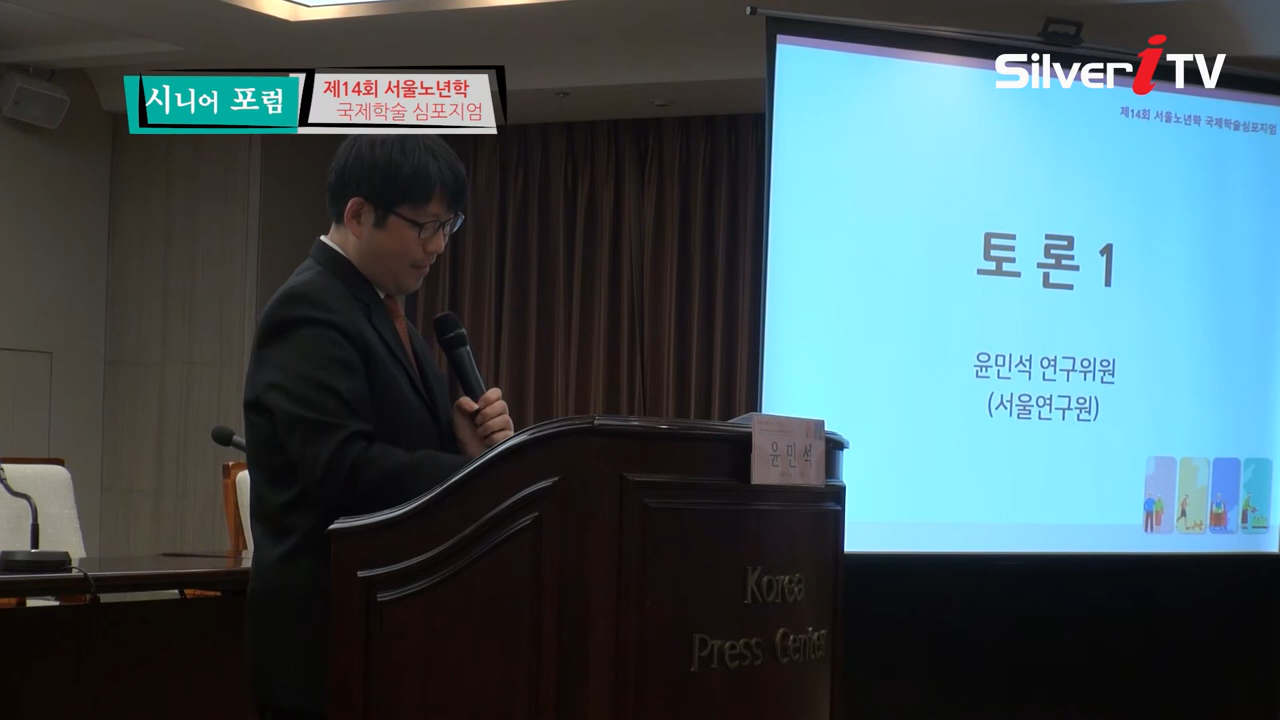 시니어 포럼
제14회 서울노년학
국제학술 심포지엄
Silver i TV
제14회 서울노년학 국제학술심포지엄
토론 1
윤민석 연구위원
(서울연구원)
윤민석
Korea
Press Center